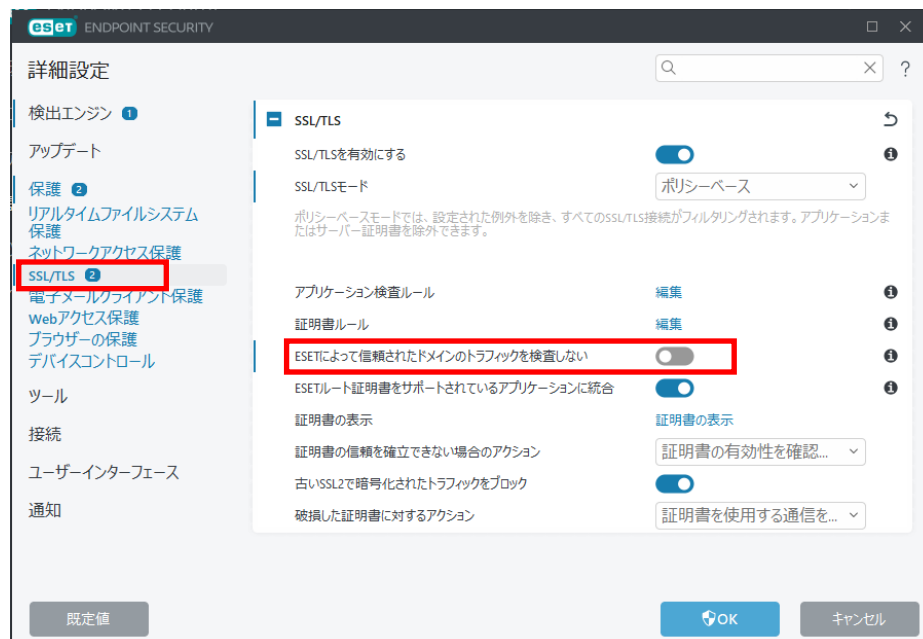 eset ENDPOINT SECURITY
詳細設定
?
検出エンジン 1
アップデート
保護 2
リアルタイムファイルシステム
保護
ネットワークアクセス保護
SSL/TLS 2
電子メールクライアント保護
Webアクセス保護
ブラウザーの保護
デバイスコントロール
ツール
接続
ユーザーインターフェース
通知
SSL/TLS
SSL/TLSを有効にする
SSL/TLSモード ポリシーベース
ポリシーベースモードでは、設定された例外を除き、すべてのSSL/TLS接続がフィルタリングされます。アプリケーションま
たはサーバー証明書を除外できます。
アプリケーション検査ルール 編集
証明書ルール 編集
ESETによって信頼されたドメインのトラフィックを検査しない
ESETルート証明書をサポートされているアプリケーションに統合
証明書の表示 証明書の表示
証明書の信頼を確立できない場合のアクション 証明書の有効性を確認...
古いSSL2で暗号化されたトラフィックをブロック
破損した証明書に対するアクション 証明書を使用する通信を...
既定値 OK キャンセル